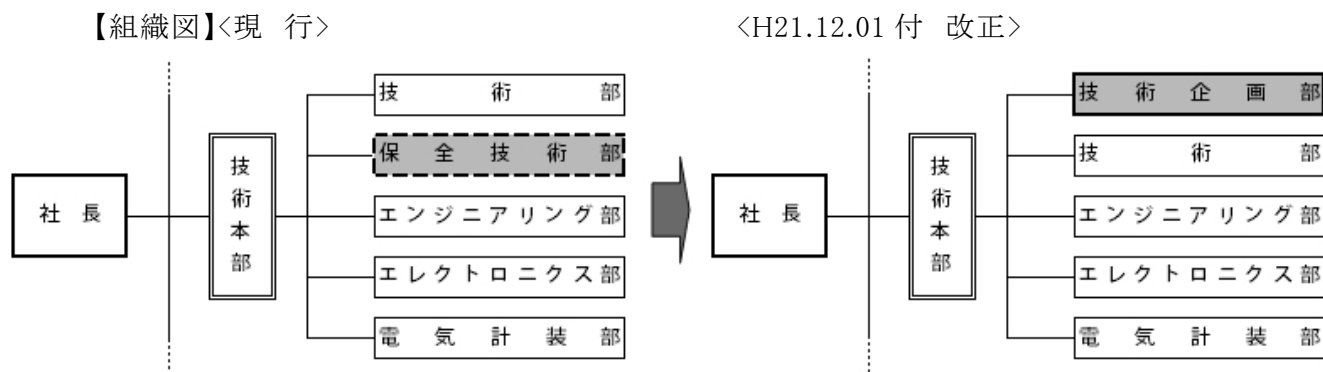 【組織図】<現 行>
<H21.12.01 付 改正>
社 長
技術本部
技術部
保全技術部
エンジニアリング部
エレクトロニクス部
電気計装部
社 長
技術本部
技術企画部
技術部
エンジニアリング部
エレクトロニクス部
電気計装部